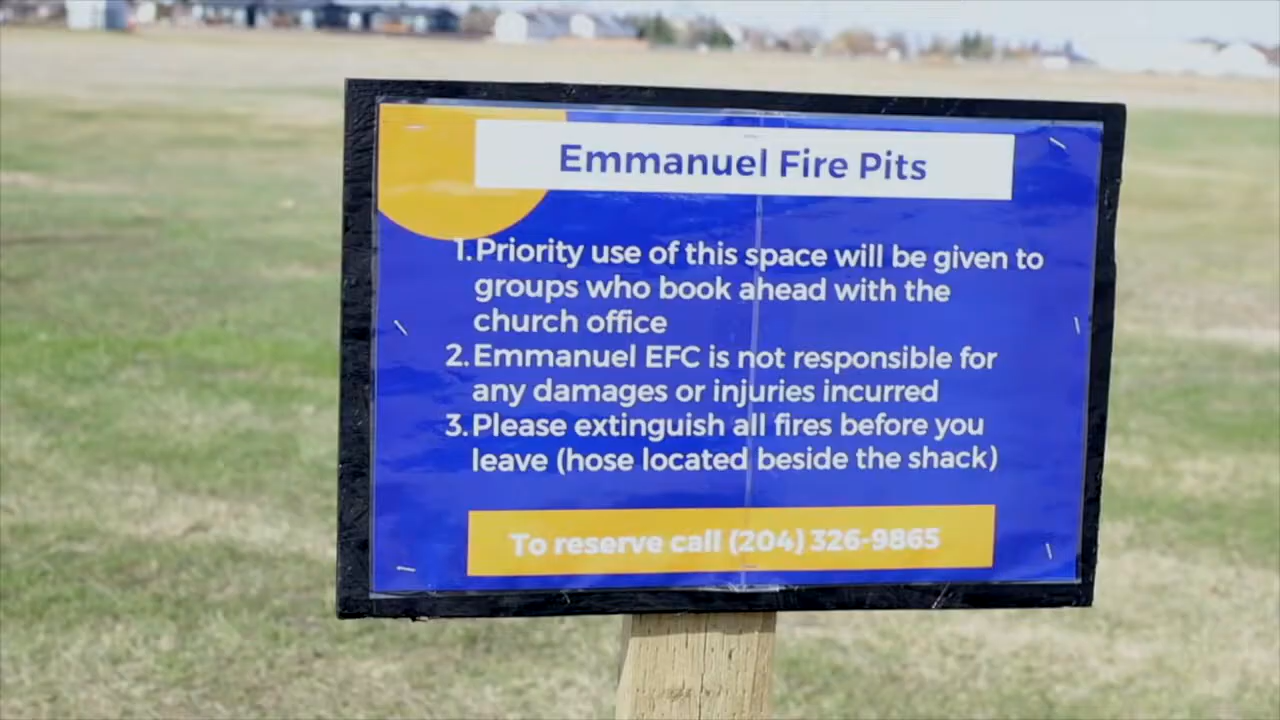 Emmanuel Fire Pits
1. Priority use of this space will be given to
groups who book ahead with the
church office
2. Emmanuel EFC is not responsible for
any damages or injuries incurred
3. Please extinguish all fires before you
leave (hose located beside the shack)
To reserve call (204) 326-9865